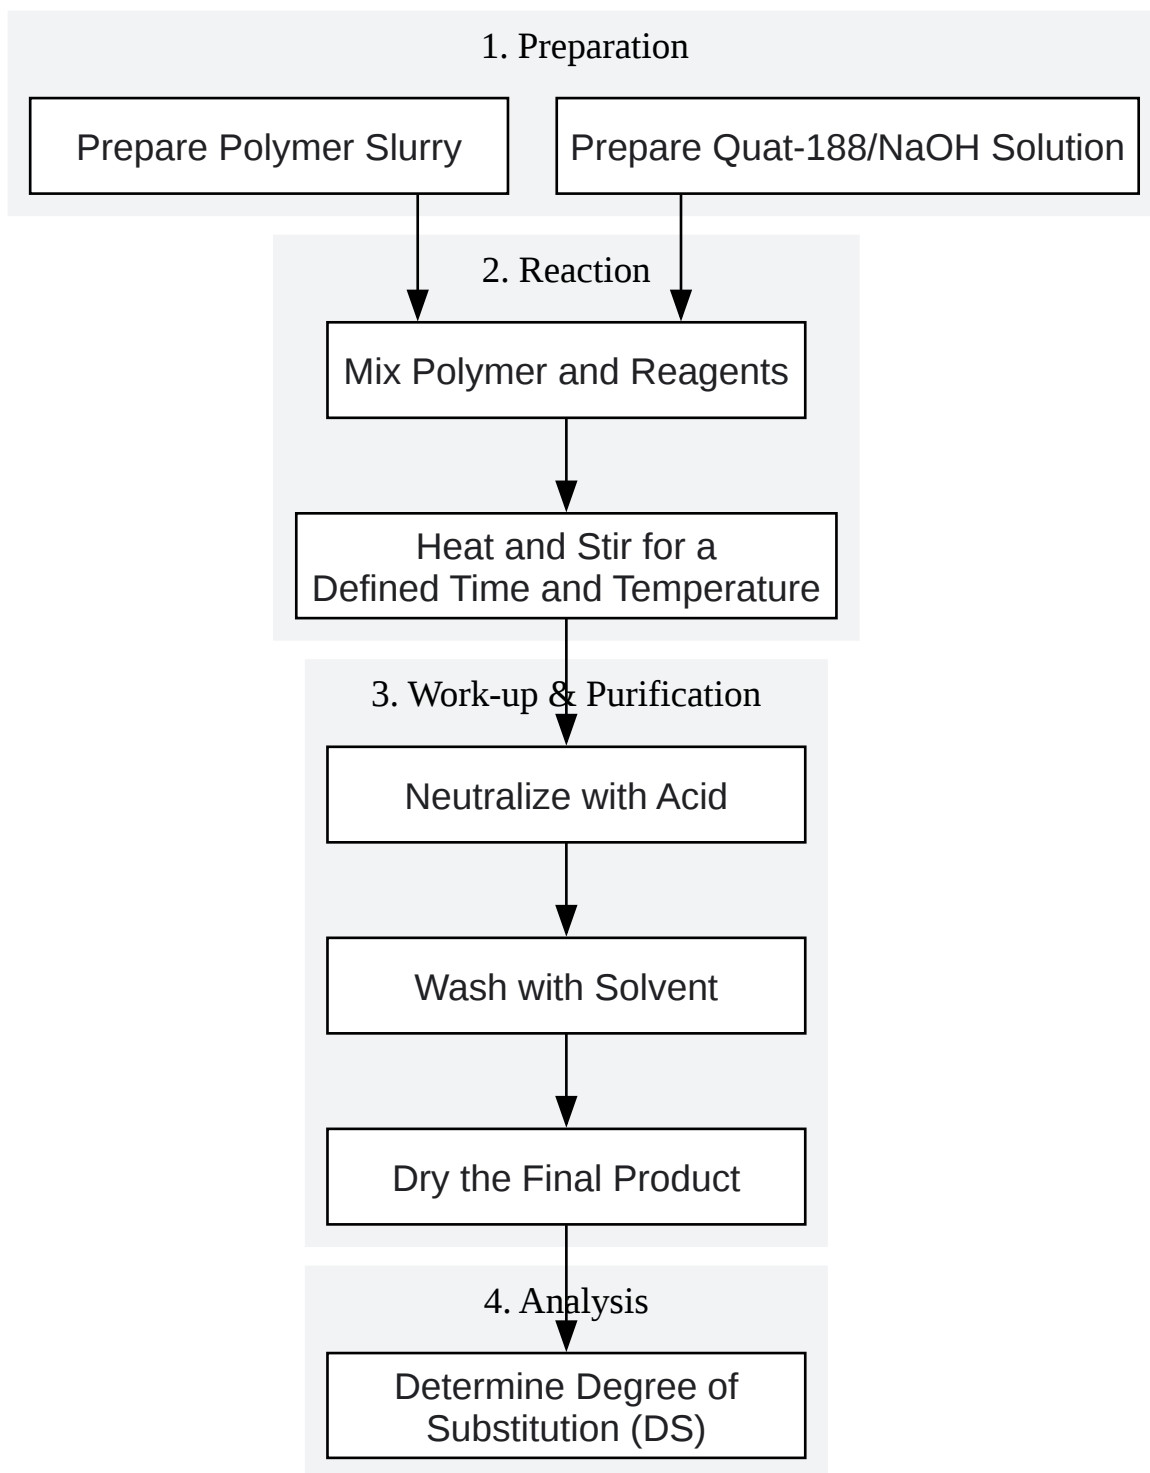 1. Preparation
Prepare Polymer Slurry
Prepare Quat-188/NaOH Solution
2. Reaction
Mix Polymer and Reagents
Heat and Stir for a
Defined Time and Temperature
3. Work-up & Purification
Neutralize with Acid
Wash with Solvent
Dry the Final Product
4. Analysis
Determine Degree of
Substitution (DS)